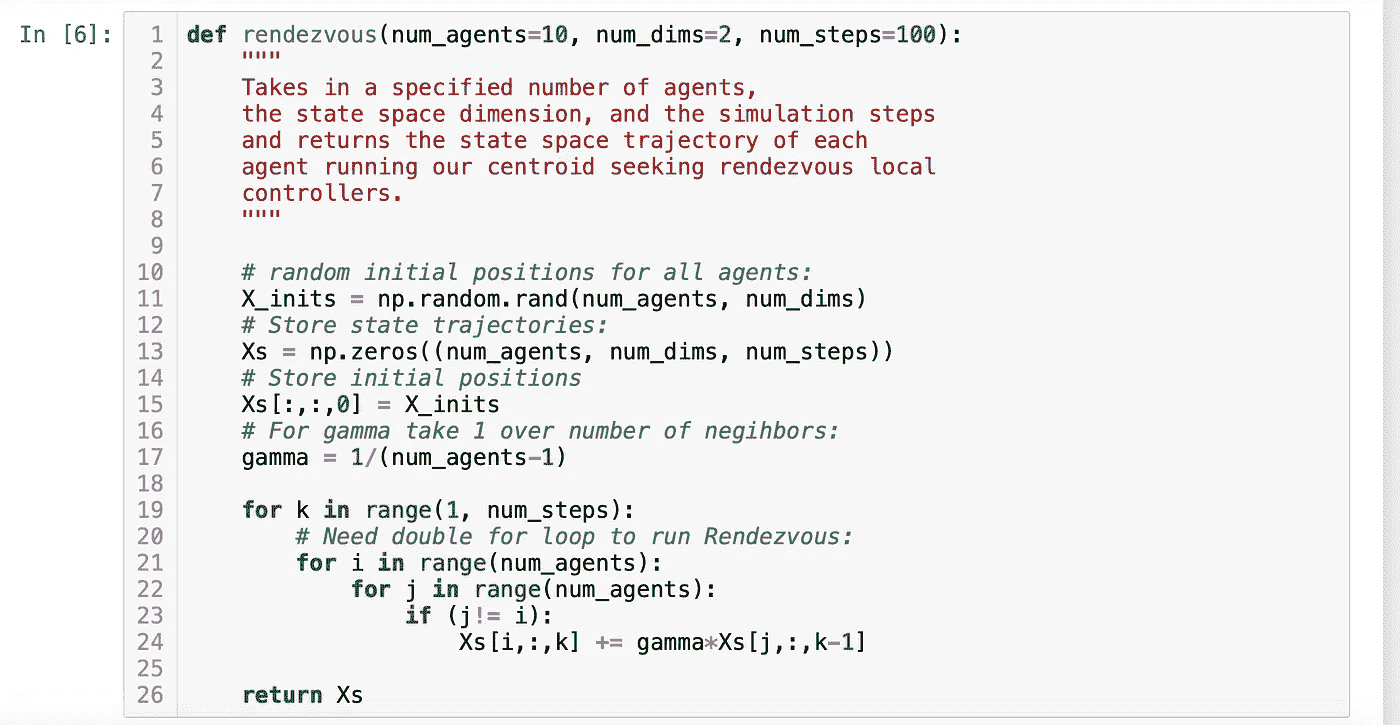 In [6]:
1 def rendezvous(num_agents=10, num_dims=2, num_steps=100):
2     """
3     Takes in a specified number of agents,
4     the state space dimension, and the simulation steps
5     and returns the state space trajectory of each
6     agent running our centroid seeking rendezvous local
7     controllers.
8     """
9
10     # random initial positions for all agents:
11     X_inits = np.random.rand(num_agents, num_dims)
12     # Store state trajectories:
13     Xs = np.zeros((num_agents, num_dims, num_steps))
14     # Store initial positions
15     Xs[:,:,0] = X_inits
16     # For gamma take 1 over number of negihbors:
17     gamma = 1/(num_agents-1)
18
19     for k in range(1, num_steps):
20         # Need double for loop to run Rendezvous:
21         for i in range(num_agents):
22             for j in range(num_agents):
23                 if (j!= i):
24                     Xs[i,:,k] += gamma*Xs[j,:,k-1]
25
26     return Xs